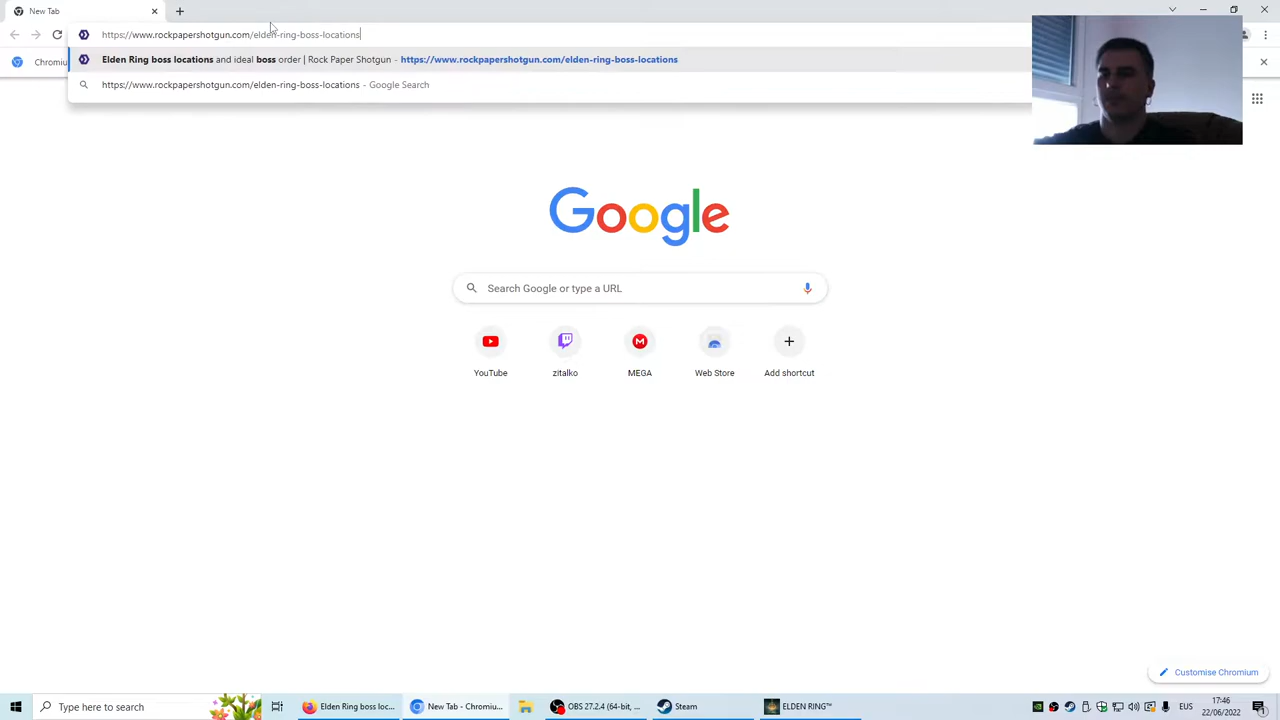 New Tab
https://www.rockpapershotgun.com/elden-ring-boss-locations
Chromiu
Elden Ring boss locations and ideal boss order | Rock Paper Shotgun - https://www.rockpapershotgun.com/elden-ring-boss-locations
https://www.rockpapershotgun.com/elden-ring-boss-locations - Google Search
Google
Search Google or type a URL
YouTube
zitalko
MEGA
Web Store
Add shortcut
Customise Chromium
Type here to search
Elden Ring boss loc...
New Tab - Chromiu...
OBS 27.2.4 (64-bit, ...
Steam
ELDEN RING™
EUS
17:46
22/06/2022